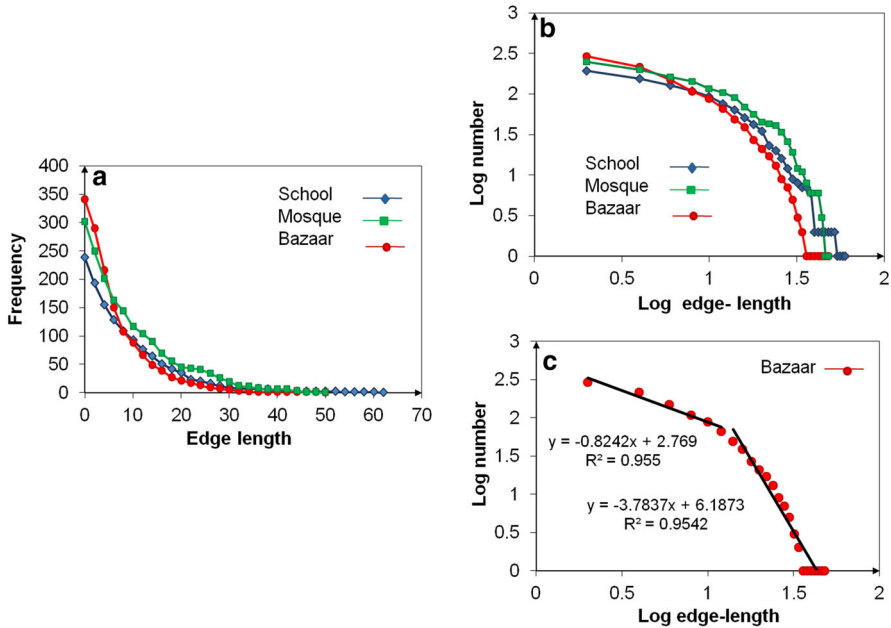 a
400
350
300
250
200
150
100
50
0
Frequency
School
Mosque
Bazaar
0 10 20 30 40 50 60 70
Edge length
b
3
2.5
2
1.5
1
0.5
0
Log number
School
Mosque
Bazaar
0 0.5 1 1.5 2
Log edge- length
c
3
2.5
2
1.5
1
0.5
0
Log number
Bazaar
y = -0.8242x + 2.769
R² = 0.955
y = -3.7837x + 6.1873
R² = 0.9542
0 0.5 1 1.5 2
Log edge-length